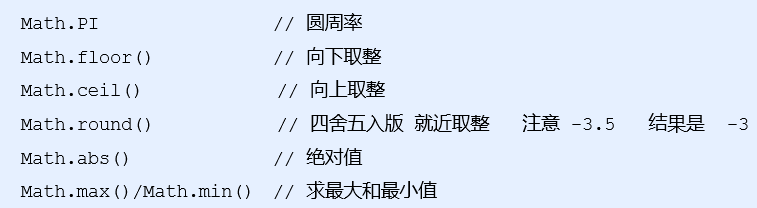 Math.PI // 圆周率
Math.floor() // 向下取整
Math.ceil() // 向上取整
Math.round() // 四舍五入版 就近取整 注意 -3.5 结果是 -3
Math.abs() // 绝对值
Math.max()/Math.min() // 求最大和最小值